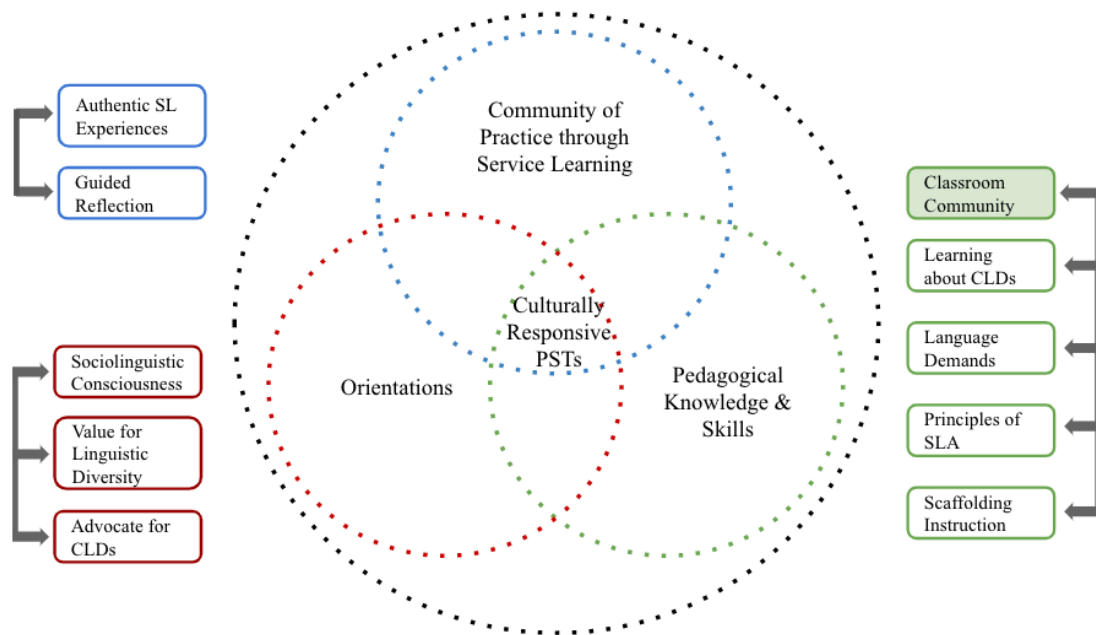 Authentic SL
Experiences
Guided
Reflection
Sociolinguistic
Consciousness
Value for
Linguistic
Diversity
Advocate for
CLDs
Community of
Practice through
Service Learning
Culturally
Responsive
PSTs
Orientations
Pedagogical
Knowledge &
Skills
Classroom
Community
Learning
about CLDs
Language
Demands
Principles of
SLA
Scaffolding
Instruction